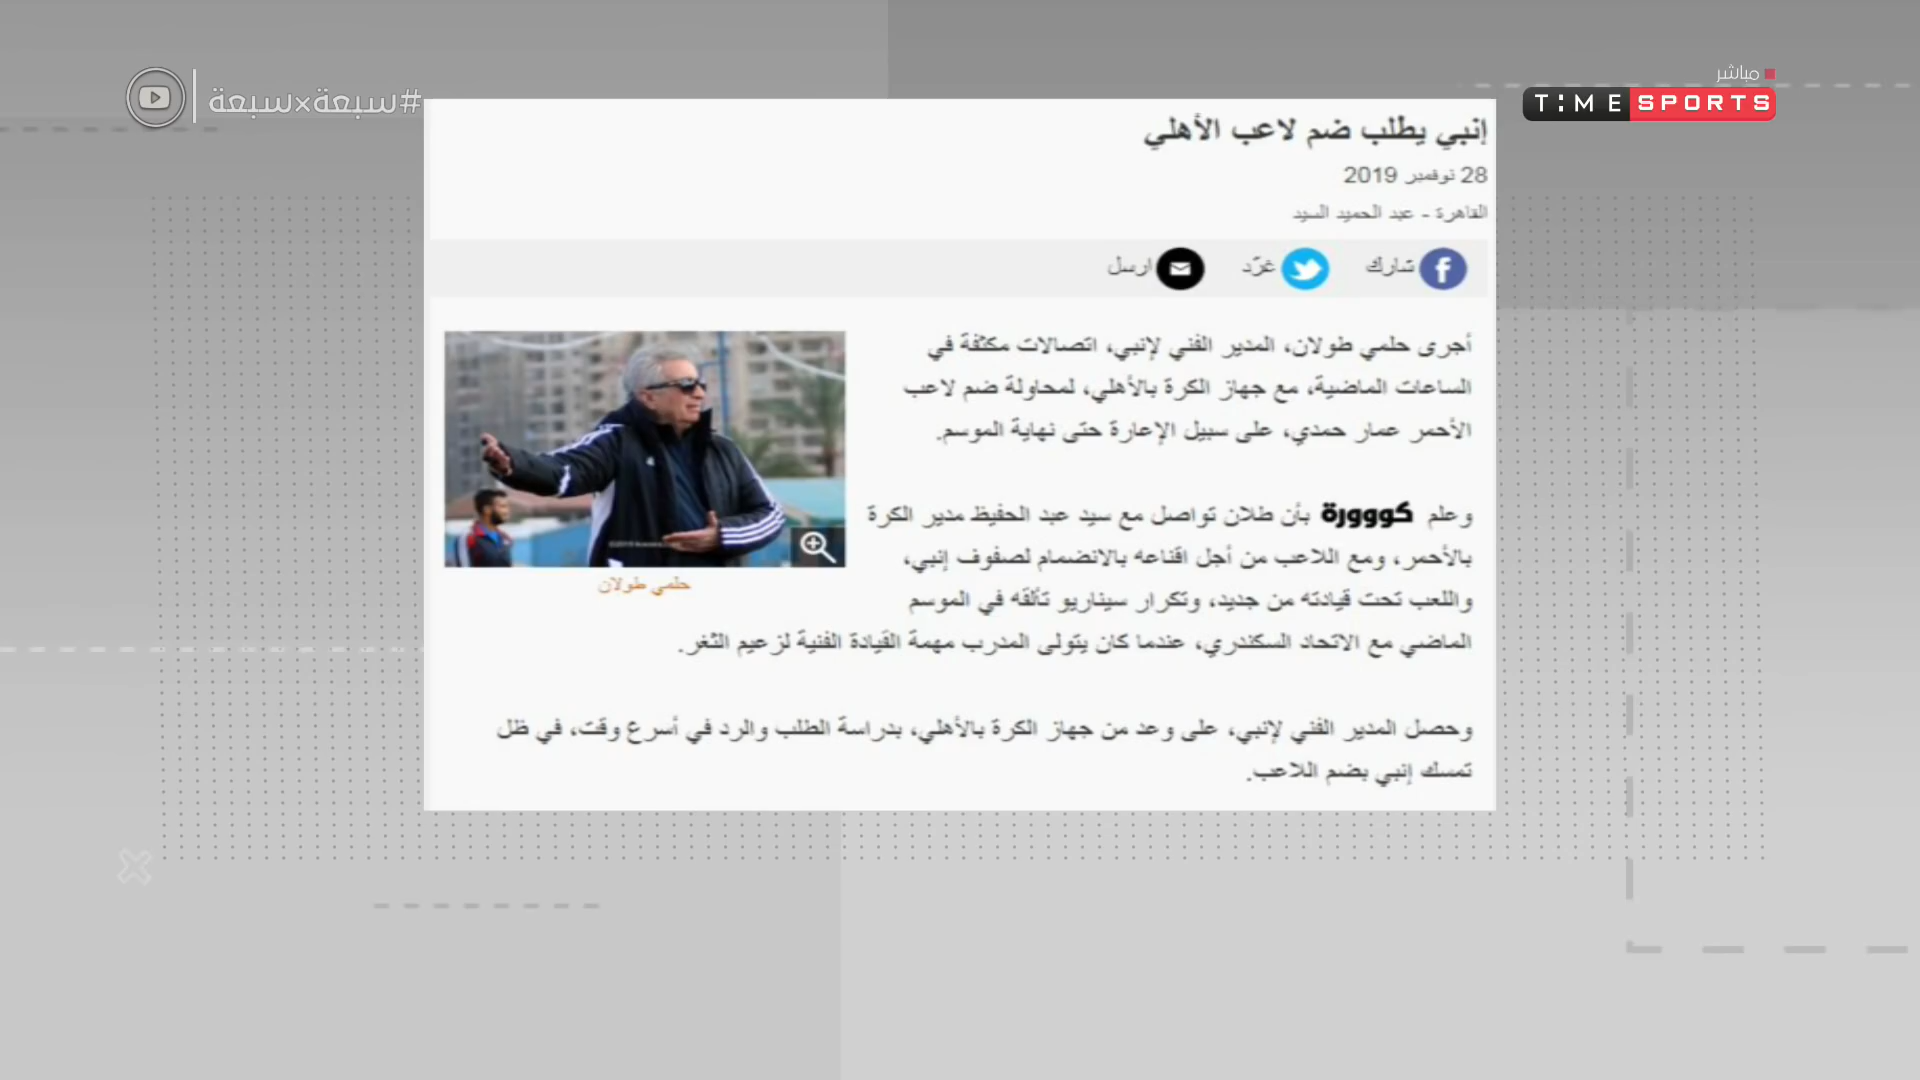 #سبعة×سبعة
مباشر
TIME SPORTS
إنبي يطلب ضم لاعب الأهلي
28 نوفمبر 2019
القاهرة - عبد الحميد السيد
شارك
غرّد
ارسل
أجرى حلمي طولان، المدير الفني لإنبي، اتصالات مكثفة في
الساعات الماضية، مع جهاز الكرة بالأهلي، لمحاولة ضم لاعب
الأحمر عمار حمدي، على سبيل الإعارة حتى نهاية الموسم.
وعلم كووورة بأن طلان تواصل مع سيد عبد الحفيظ مدير الكرة
بالأحمر، ومع اللاعب من أجل اقناعه بالانضمام لصفوف إنبي،
واللعب تحت قيادته من جديد، وتكرار سيناريو تألقه في الموسم
الماضي مع الاتحاد السكندري، عندما كان يتولى المدرب مهمة القيادة الفنية لزعيم الثغر.
حلمي طولان
وحصل المدير الفني لإنبي، على وعد من جهاز الكرة بالأهلي، بدراسة الطلب والرد في أسرع وقت، في ظل
تمسك إنبي بضم اللاعب.